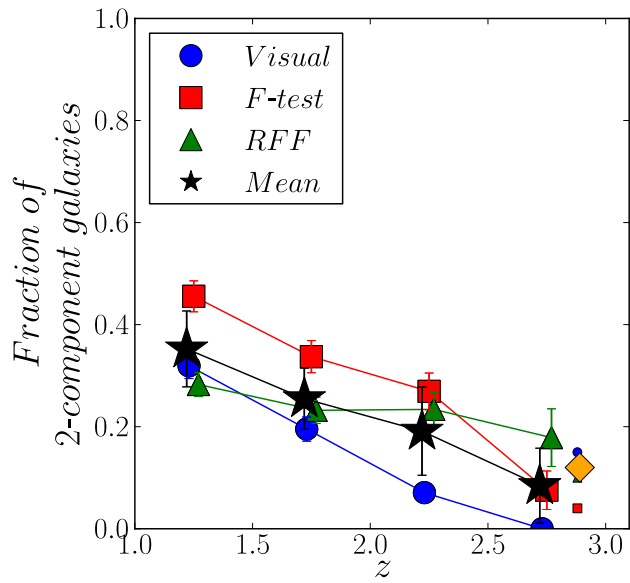 Fraction of
2-component galaxies
1.0
0.8
0.6
0.4
0.2
0.0
Visual
F-test
RFF
Mean
1.0 1.5 2.0 2.5 3.0
z